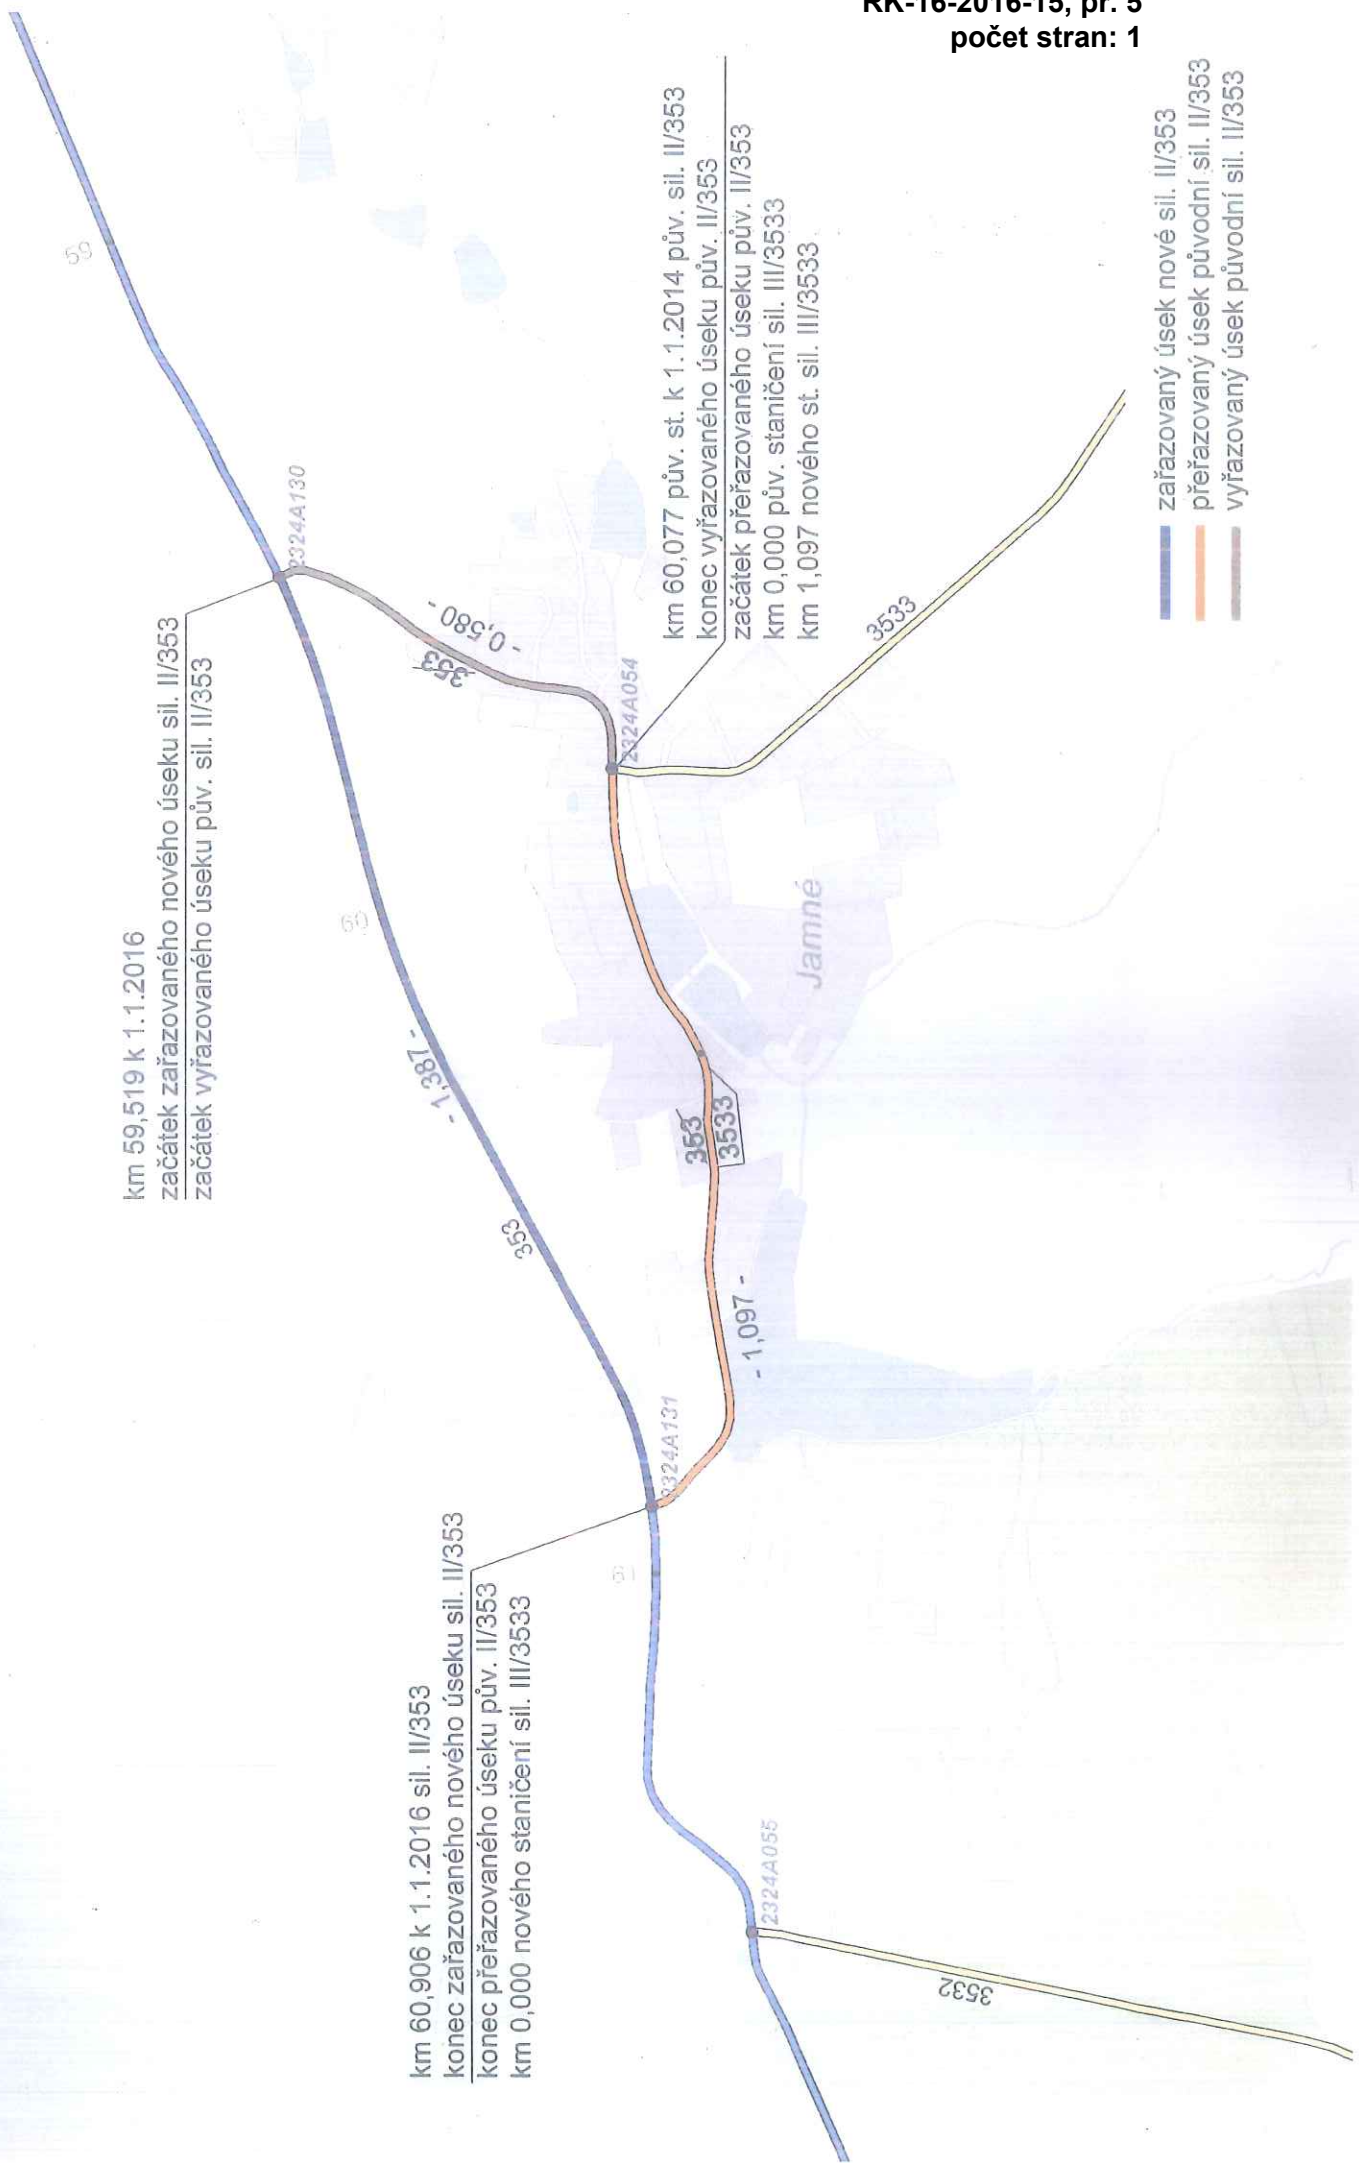 RK-16-2016-15, př. 5
počet stran: 1
km 59,519 k 1.1.2016
začátek zařazovaného nového úseku sil. II/353
začátek vyřazovaného úseku pův. sil. II/353
km 60,906 k 1.1.2016 sil. II/353
konec zařazovaného nového úseku sil. II/353
konec přeřazovaného úseku pův. II/353
km 0,000 nového staničení sil. III/3533
km 60,077 pův. st. k 1.1.2014 pův. sil. II/353
konec vyřazovaného úseku pův. II/353
začátek přeřazovaného úseku pův. II/353
km 0,000 pův. staničení sil. III/3533
km 1,097 nového st. sil. III/3533
59
2324A130
- 0,580 -
353
60
- 1,387 -
353
2324A054
3533
Jamné
353
3533
- 1,097 -
2324A131
61
2324A055
3532
zařazovaný úsek nové sil. II/353
přeřazovaný úsek původní sil. II/353
vyřazovaný úsek původní sil. II/353